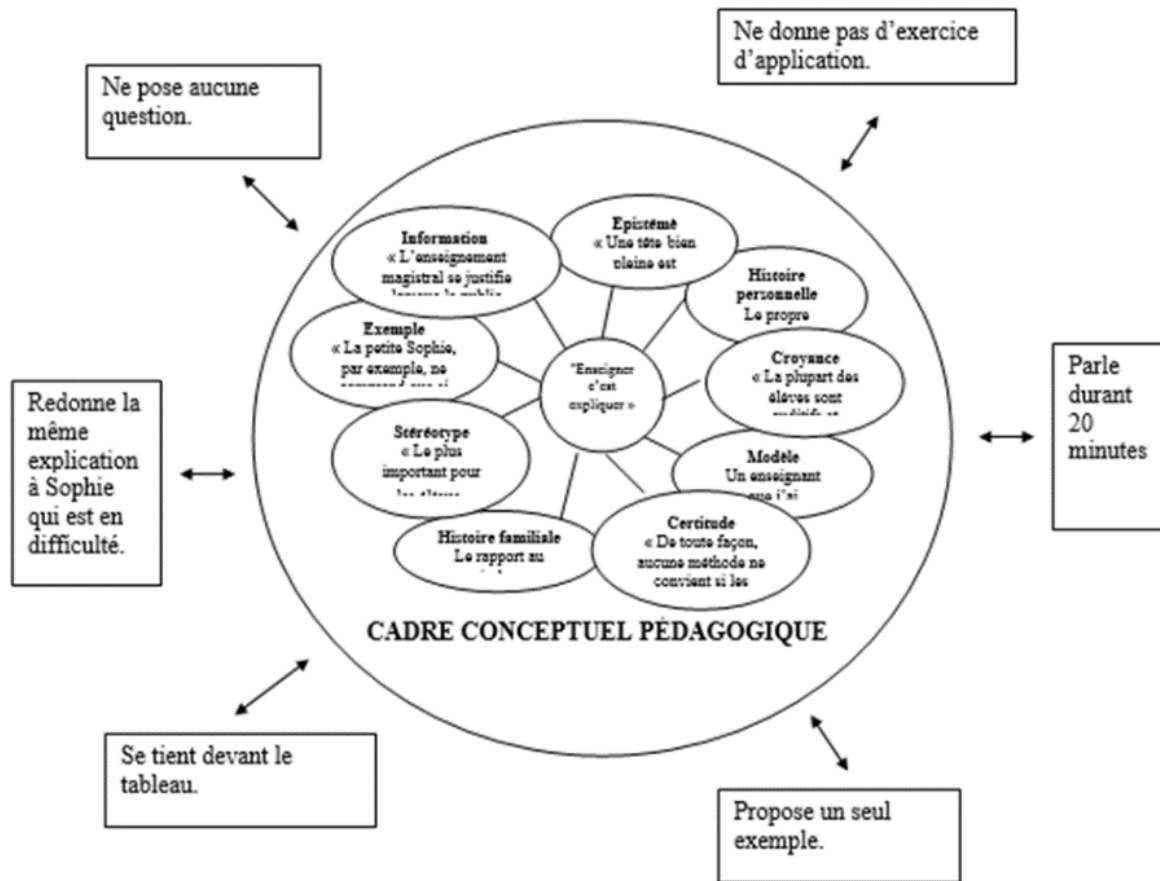 Ne donne pas d'exercice
d'application.
Ne pose aucune
question.
Epistémè
« Une tête bien
pleine est
Information
« L'enseignement
magistral se justifie
Histoire
personnelle
Le propre
Exemple
« La petite Sophie,
par exemple, ne
"Enseigner
c'est
expliquer »
Croyance
« La plupart des
élèves sont
Parle
durant
20
minutes
Redonne la
même
explication
à Sophie
qui est en
difficulté.
Stéréotype
« Le plus
important pour
Modèle
Un enseignant
que j'ai
Histoire familiale
Le rapport au
Certitude
« De toute façon,
aucune méthode ne
convient si les
CADRE CONCEPTUEL PÉDAGOGIQUE
Se tient devant le
tableau.
Propose un seul
exemple.